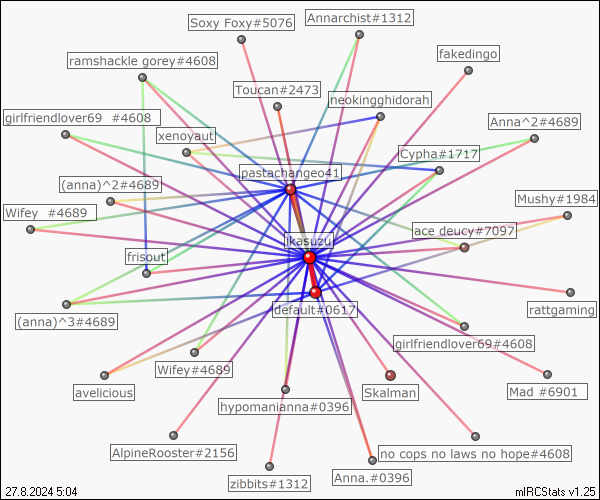 Soxy Foxy#5076
Annarchist#1312
fakedingo
ramshackle gorey#4608
Toucan#2473
neokingghidorah
girlfriendlover69 #4608
Anna^2#4689
xenoyaut
Cypha#1717
pastachangeo41
(anna)^2#4689
Mushy#1984
Wifey #4689
ace deucy#7097
ikasuzu
frisout
rattgaming
default#0617
(anna)^3#4689
girlfriendlover69#4608
Wifey#4689
avelicious
Skalman
Mad #6901
hypomanianna#0396
AlpineRooster#2156
no cops no laws no hope#4608
zibbits#1312
Anna.#0396
27.8.2024 5:04
mIRCStats v1.25